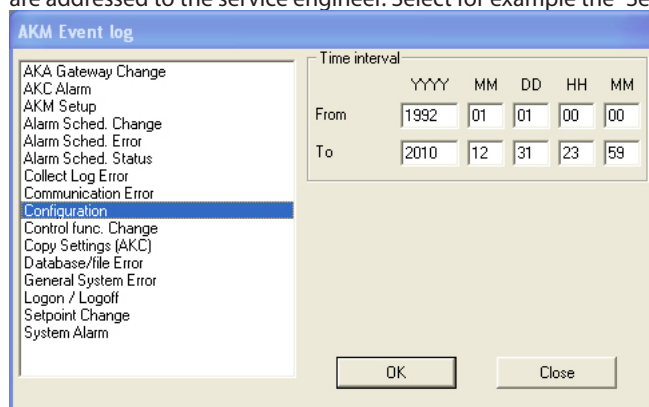 are addressed to the service engineer. Select for example the "Se
AKM Event log
AKA Gateway Change
AKC Alarm
AKM Setup
Alarm Sched. Change
Alarm Sched. Error
Alarm Sched. Status
Collect Log Error
Communication Error
Configuration
Control func. Change
Copy Settings (AKC)
Database/file Error
General System Error
Logon / Logoff
Setpoint Change
System Alarm
Time interval
YYYY MM DD HH MM
From 1992 01 01 00 00
To 2010 12 31 23 59
OK Close